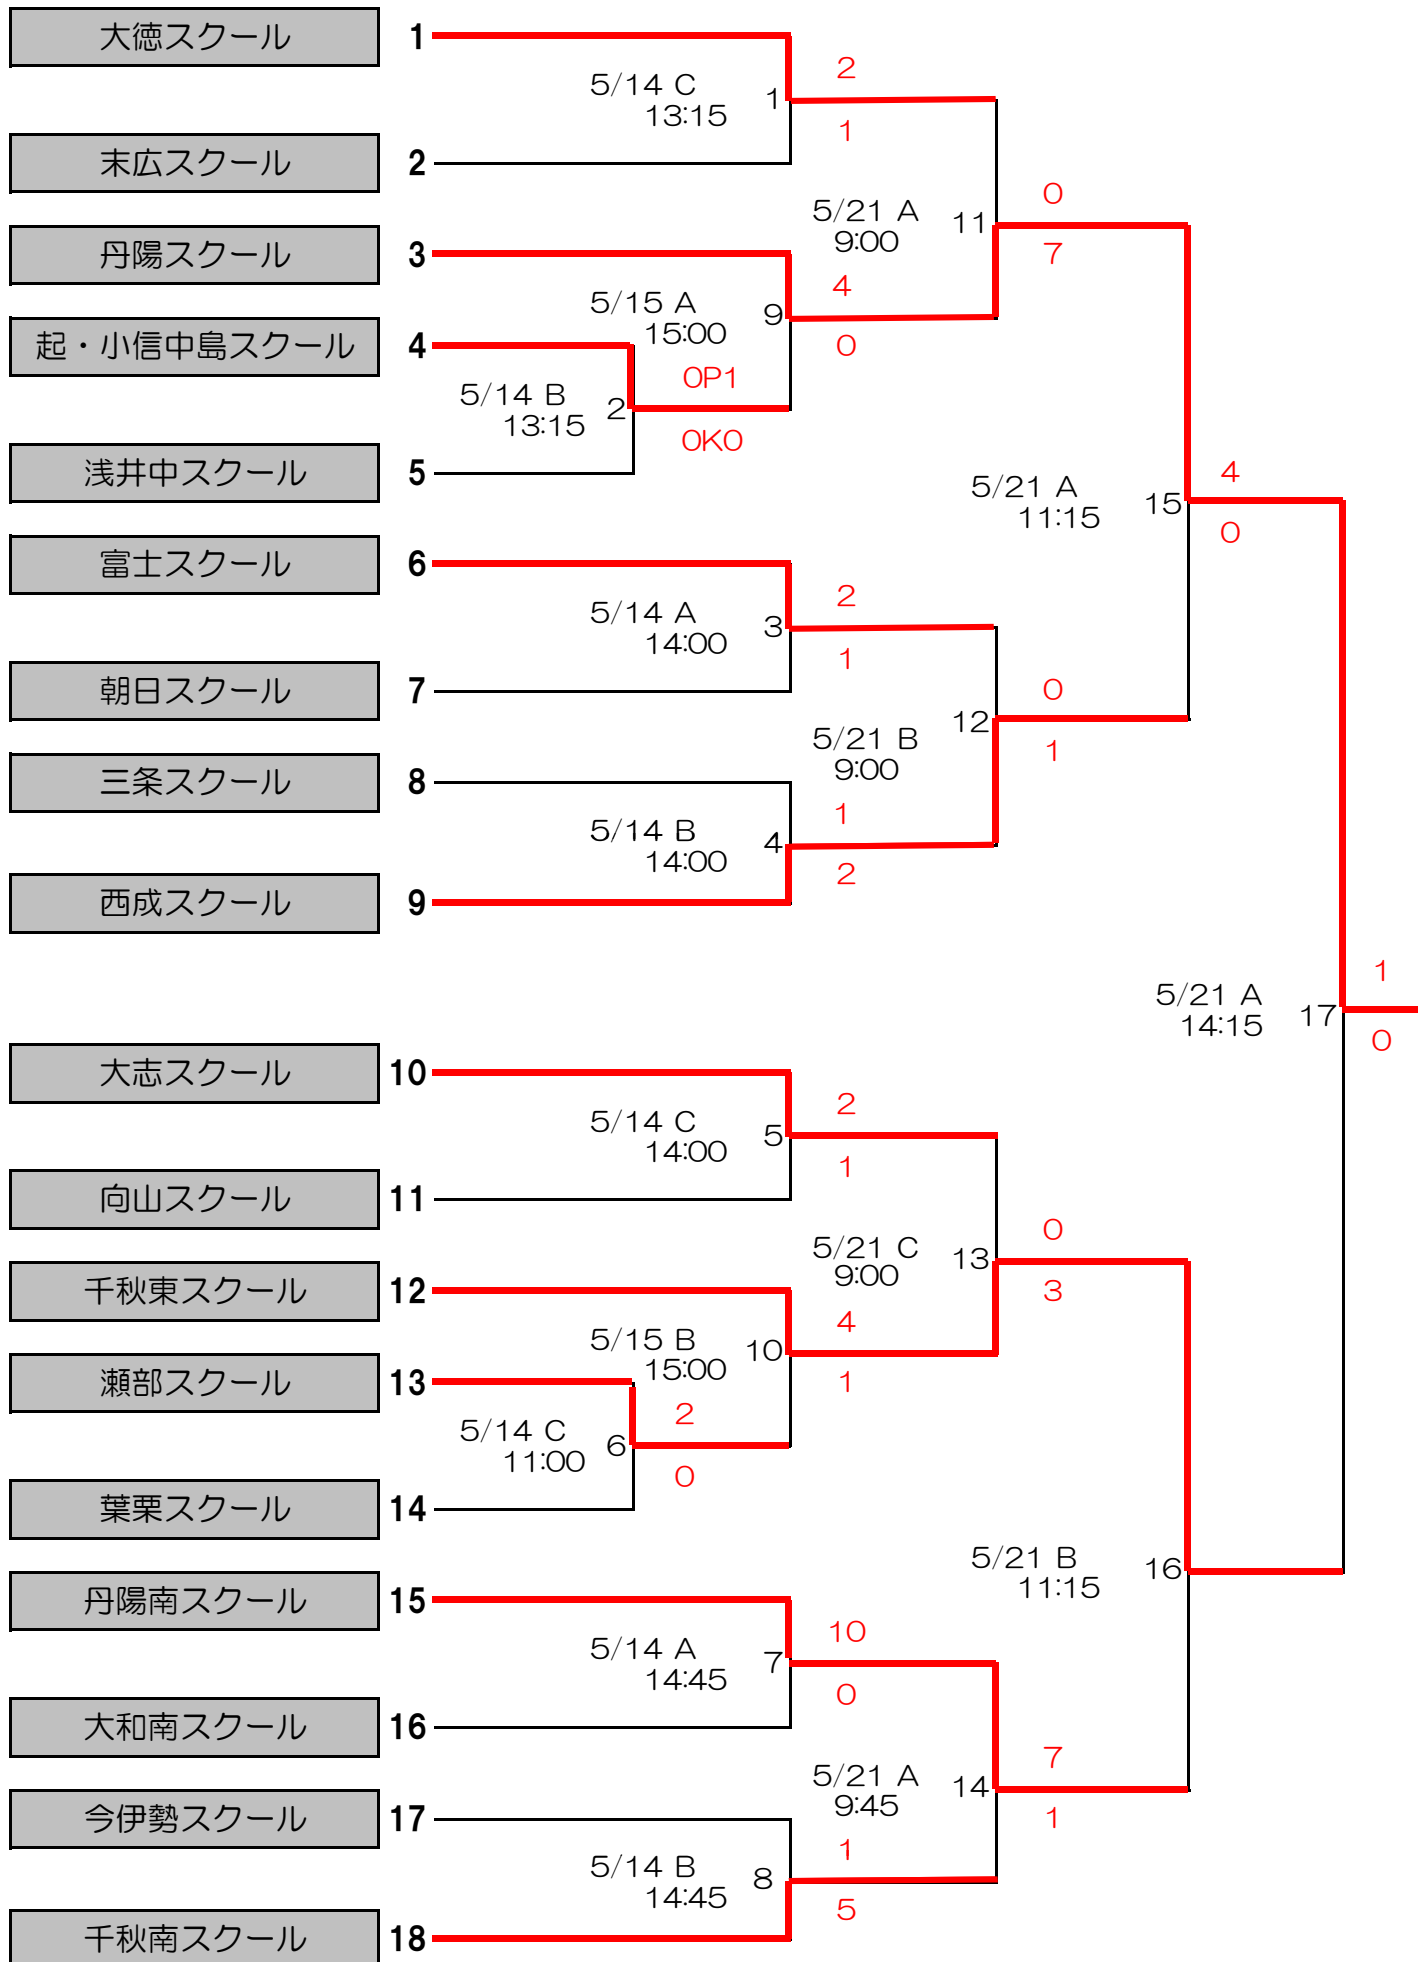 大徳スクール 1
2
5/14 C
13:15
1
1
末広スクール 2
0
5/21 A
9:00
11
丹陽スクール 3
7
5/15 A
15:00
9
4
0
起・小信中島スクール 4
0P1
5/14 B
13:15
2
0K0
浅井中スクール 5
4
5/21 A
11:15
15
0
富士スクール 6
2
5/14 A
14:00
3
1
朝日スクール 7
0
5/21 B
9:00
12
1
三条スクール 8
1
5/14 B
14:00
4
2
西成スクール 9
1
5/21 A
14:15
17
0
大志スクール 10
2
5/14 C
14:00
5
1
向山スクール 11
0
5/21 C
9:00
13
千秋東スクール 12
3
4
5/15 B
15:00
10
1
瀬部スクール 13
2
5/14 C
11:00
6
0
葉栗スクール 14
5/21 B
11:15
16
丹陽南スクール 15
10
5/14 A
14:45
7
0
大和南スクール 16
7
5/21 A
9:45
14
1
今伊勢スクール 17
1
5/14 B
14:45
8
5
千秋南スクール 18